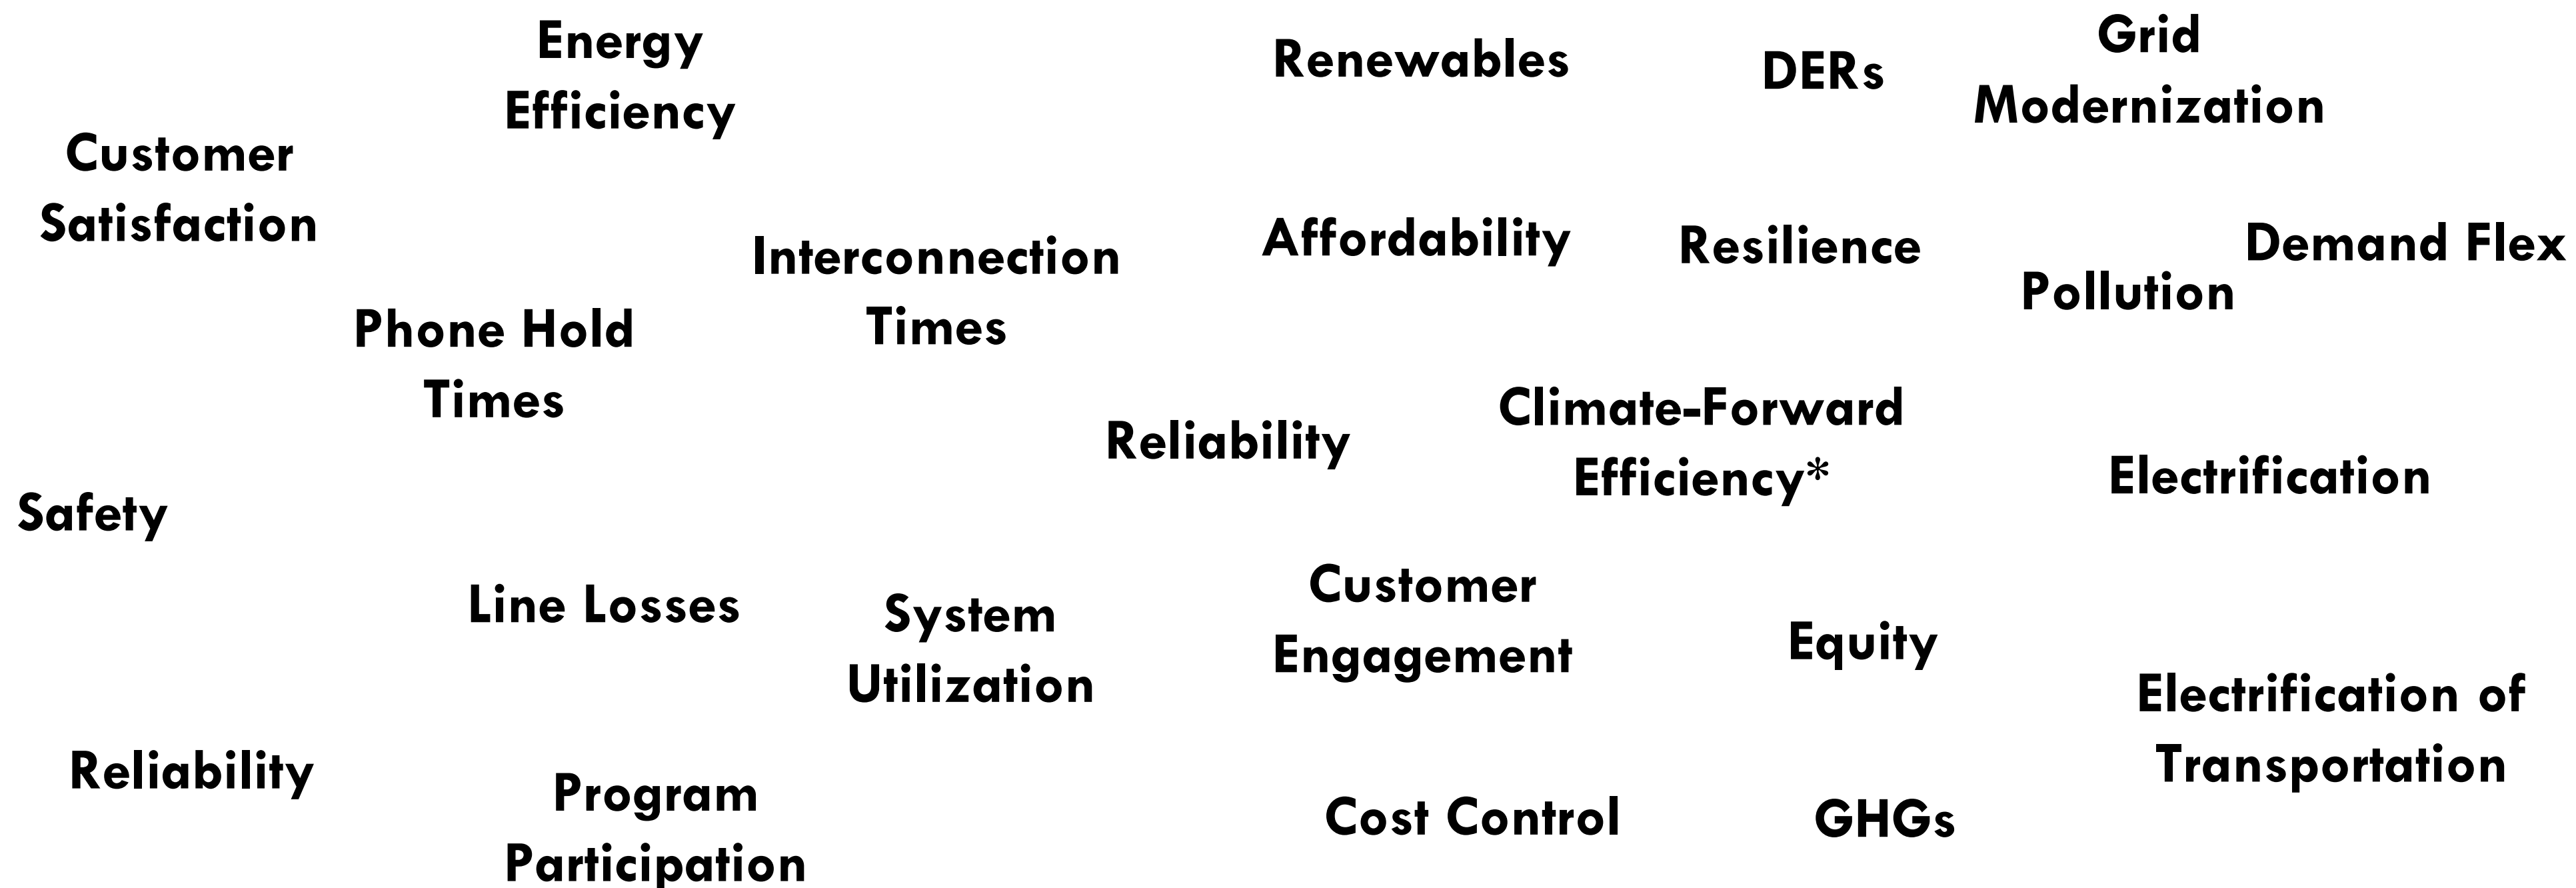 Energy
Efficiency
Renewables
DERs
Grid
Modernization
Customer
Satisfaction
Interconnection
Times
Affordability
Resilience
Demand Flex
Pollution
Phone Hold
Times
Reliability
Climate-Forward
Efficiency*
Electrification
Safety
Line Losses
System
Utilization
Customer
Engagement
Equity
Electrification of
Transportation
Reliability
Program
Participation
Cost Control
GHGs